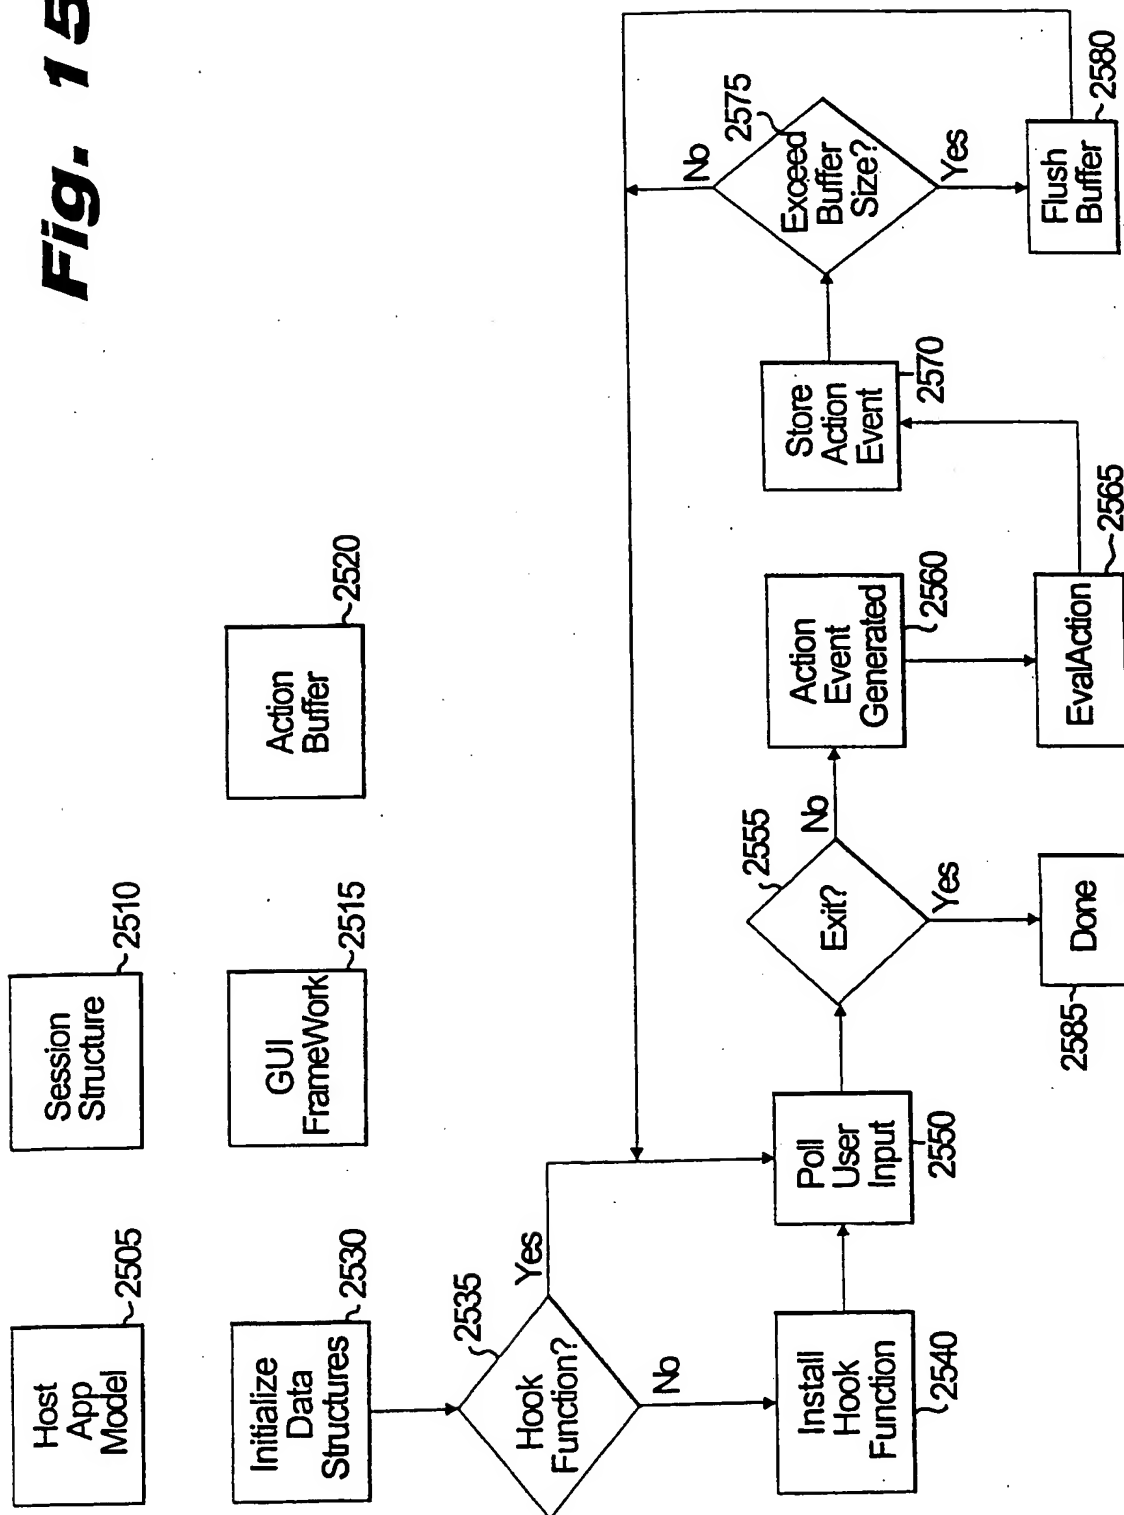 Fig. 15
Host
App
Model
2505
Session
Structure
2510
Initialize
Data
Structures
2530
GUI
FrameWork
2515
Action
Buffer
2520
Hook
Function?
2535
Yes
No
Install
Hook
Function
2540
Poll
User
Input
2550
Exit?
2555
No
Yes
Done
2585
Action
Event
Generated
2560
EvalAction
2565
Store
Action
Event
2570
Exceed
Buffer
Size?
2575
No
Yes
Flush
Buffer
2580